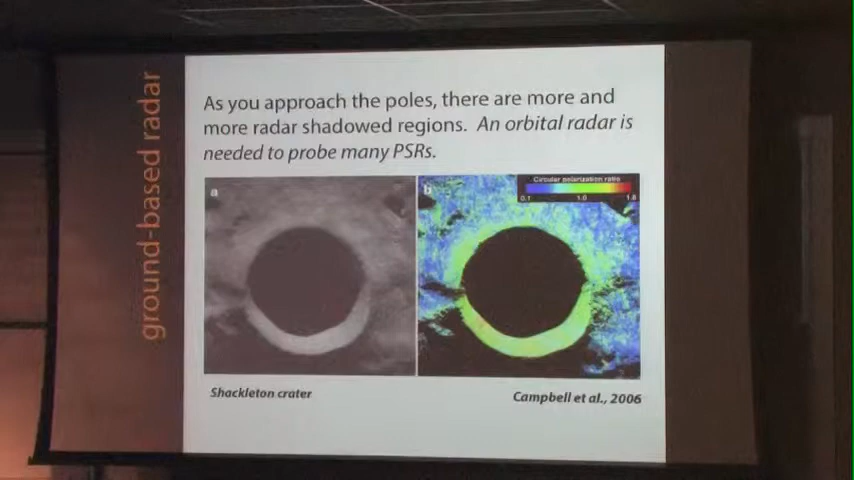 ground-based radar
As you approach the poles, there are more and
more radar shadowed regions. An orbital radar is
needed to probe many PSRs.
a
b
Circular polarization ratio
0.1 1.0 1.8
Shackleton crater
Campbell et al., 2006